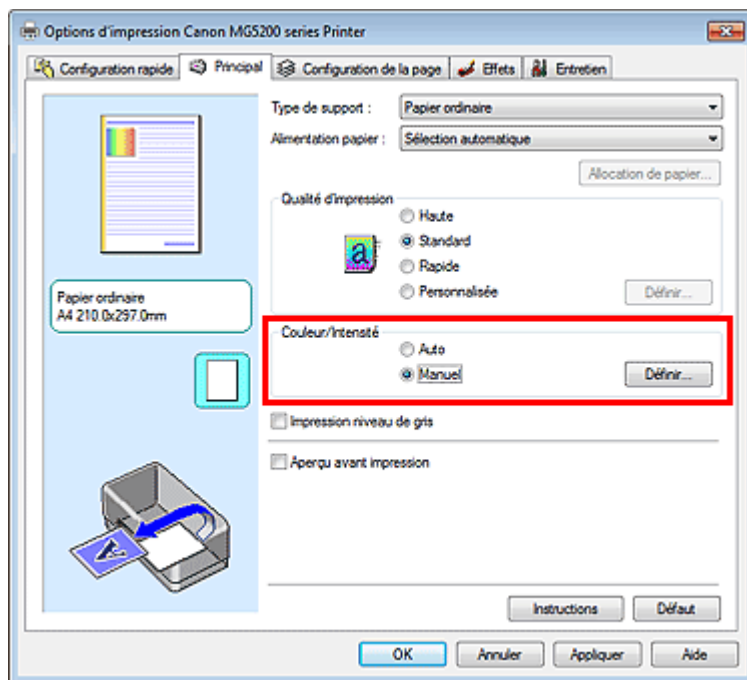 Options d'impression Canon MG5200 series Printer
Configuration rapide Principal Configuration de la page Effets Entretien
Type de support : Papier ordinaire
Alimentation papier : Sélection automatique
Allocation de papier...
Qualité d'impression
Haute
a Standard
Rapide
Personnalisée Définir...
Papier ordinaire
A4 210.0x297.0mm
Couleur/Intensité
Auto
Manuel Définir...
Impression niveau de gris
Aperçu avant impression
A
Instructions Défaut
OK Annuler Appliquer Aide